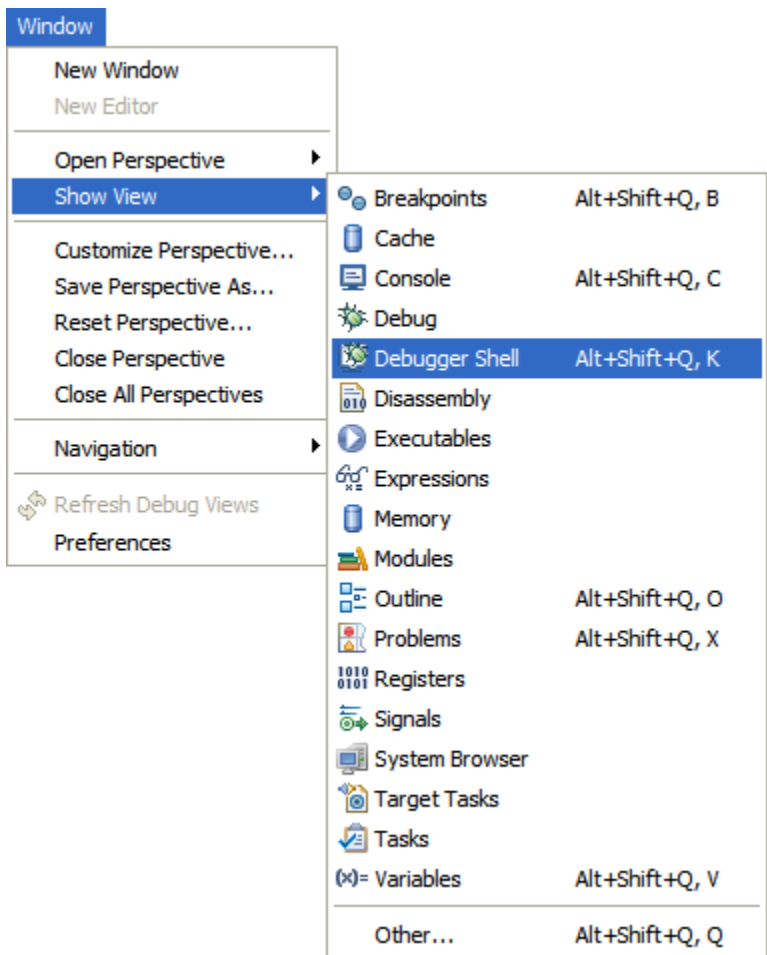 Window
New Window
New Editor
Open Perspective
Show View
Customize Perspective...
Save Perspective As...
Reset Perspective...
Close Perspective
Close All Perspectives
Navigation
Refresh Debug Views
Preferences
Breakpoints Alt+Shift+Q, B
Cache
Console Alt+Shift+Q, C
Debug
Debugger Shell Alt+Shift+Q, K
Disassembly
Executables
Expressions
Memory
Modules
Outline Alt+Shift+Q, O
Problems Alt+Shift+Q, X
Registers
Signals
System Browser
Target Tasks
Tasks
Variables Alt+Shift+Q, V
Other... Alt+Shift+Q, Q